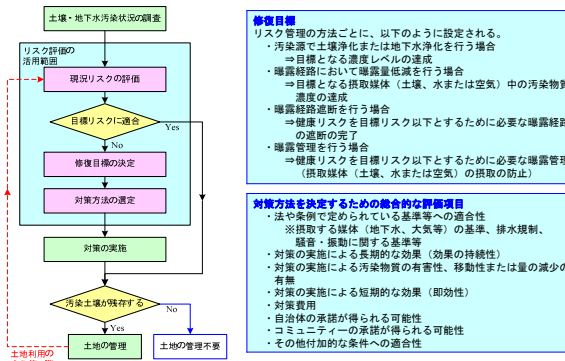 土壌・地下水汚染状況の調査
リスク評価の
活用範囲
現況リスクの評価
目標リスクに適合
Yes
No
修復目標の決定
対策方法の選定
対策の実施
汚染土壌が残存する
No
Yes
土地の管理
土地の管理不要
土地利用の
修復目標
リスク管理の方法ごとに、以下のように設定される。
・汚染源で土壌浄化または地下水浄化を行う場合
⇒目標となる濃度レベルの達成
・曝露経路において曝露量低減を行う場合
⇒目標となる摂取媒体（土壌、水または空気）中の汚染物質
濃度の達成
・曝露経路遮断を行う場合
⇒健康リスクを目標リスク以下とするために必要な曝露経路
の遮断の完了
・曝露管理を行う場合
⇒健康リスクを目標リスク以下とするために必要な曝露管理
（摂取媒体（土壌、水または空気）の摂取の防止）
対策方法を決定するための総合的な評価項目
・法や条例で定められている基準等への適合性
※摂取する媒体（地下水、大気等）の基準、排水規制、
騒音・振動に関する基準等
・対策の実施による長期的な効果（効果の持続性）
・対策の実施による汚染物質の有害性、移動性または量の減少の
有無
・対策の実施による短期的な効果（即効性）
・対策費用
・自治体の承諾が得られる可能性
・コミュニティーの承諾が得られる可能性
・その他付加的な条件への適合性